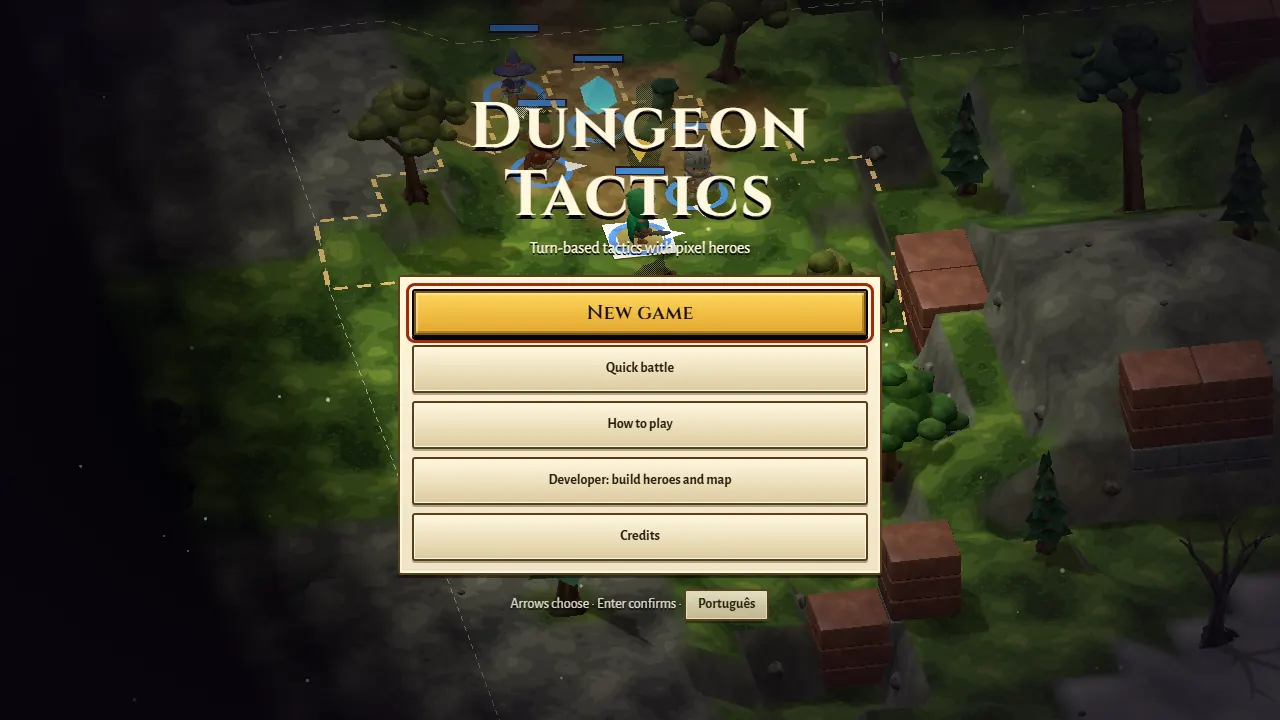 Dungeon
Tactics
Turn-based tactics with pixel heroes
New game
Quick battle
How to play
Developer: build heroes and map
Credits
Arrows choose · Enter confirms · Português